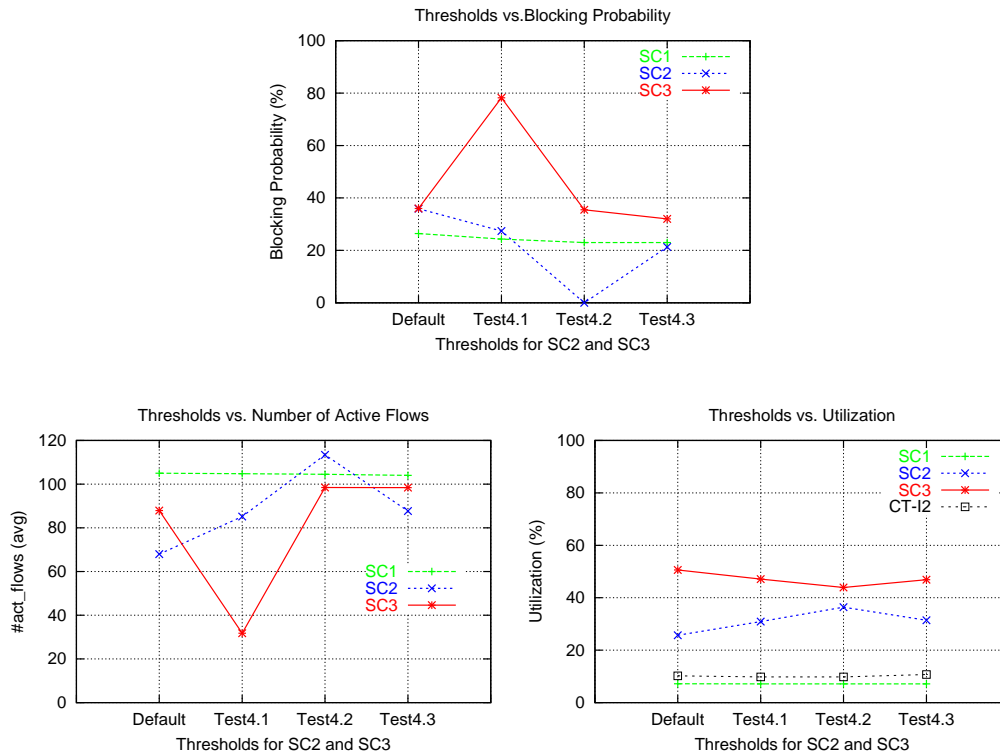 Thresholds vs.Blocking Probability
100
80
60
40
20
0
Blocking Probability (%)
SC1
SC2
SC3
Default Test4.1 Test4.2 Test4.3
Thresholds for SC2 and SC3
Thresholds vs. Number of Active Flows
120
100
80
60
40
20
0
#act_flows (avg)
SC1
SC2
SC3
Default Test4.1 Test4.2 Test4.3
Thresholds for SC2 and SC3
Thresholds vs. Utilization
100
80
60
40
20
0
Utilization (%)
SC1
SC2
SC3
CT-I2
Default Test4.1 Test4.2 Test4.3
Thresholds for SC2 and SC3